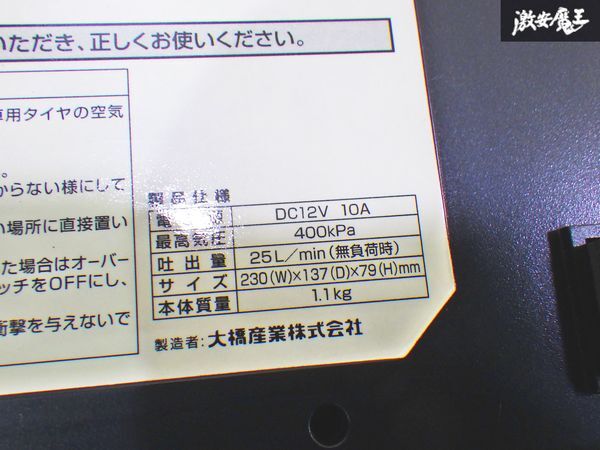 激安魔王
いただき、正しくお使いください。
車用タイヤの空気
。
からない様にして
い場所に直接置い
た場合はオーバー
ッチをOFFにし、
衝撃を与えないで
製品仕様
電 源 DC12V 10A
最高気圧 400kPa
吐出量 25L/min(無負荷時)
サイズ 230(W)×137(D)×79(H)mm
本体質量 1.1kg
製造者:大橋産業株式会社